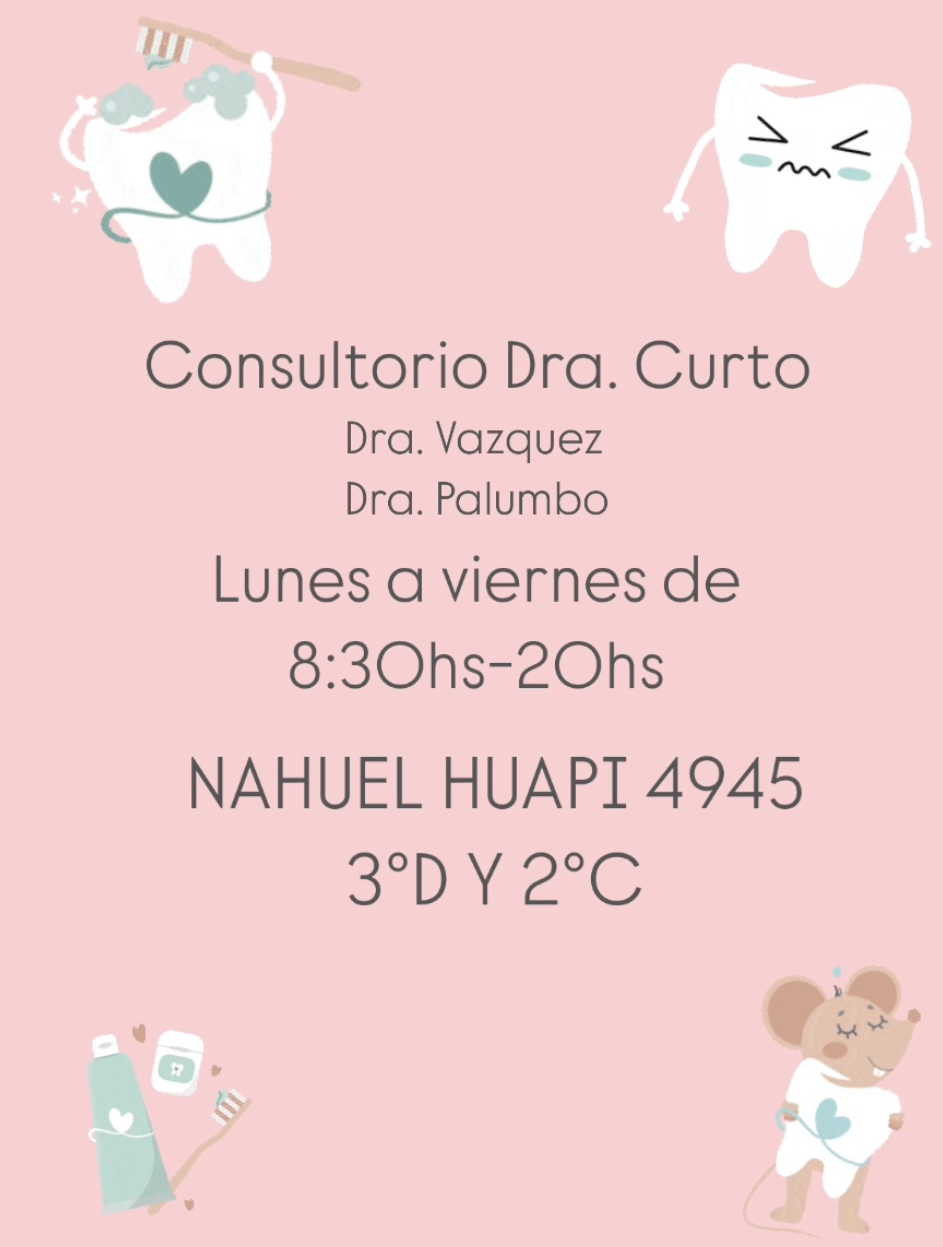 Consultorio Dra. Curto
Dra. Vazquez
Dra. Palumbo
Lunes a viernes de
8:30hs-20hs
NAHUEL HUAPI 4945
3°D Y 2°C